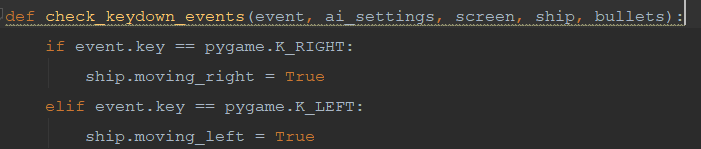 def check_keydown_events(event, ai_settings, screen, ship, bullets):
    if event.key == pygame.K_RIGHT:
        ship.moving_right = True
    elif event.key == pygame.K_LEFT:
        ship.moving_left = True